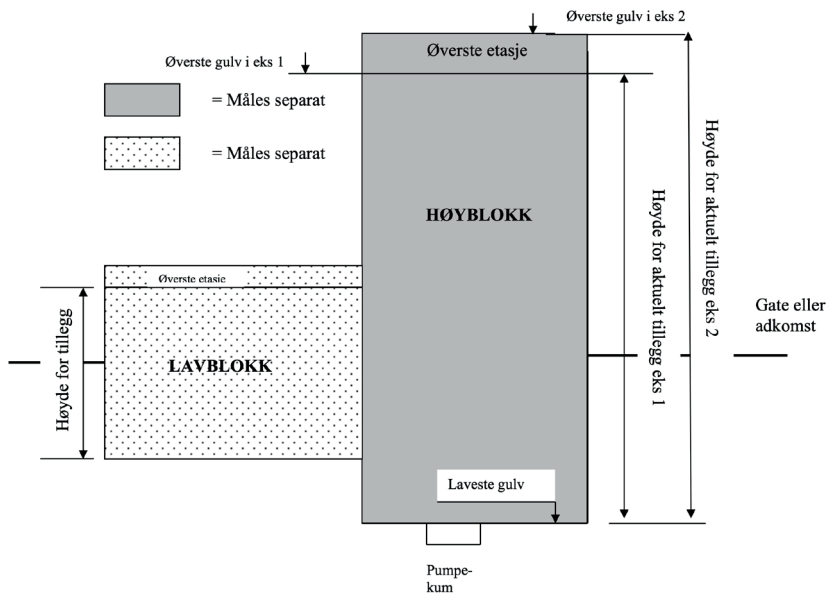 Øverste gulv i eks 2
Øverste etasje
Øverste gulv i eks 1
= Måles separat
= Måles separat
HØYBLOKK
Høyde for aktuelt tillegg eks 1
Høyde for aktuelt tillegg eks 2
Øverste etasje
Gate eller
adkomst
Høyde for tillegg
LAVBLOKK
Laveste gulv
Pumpe-
kum